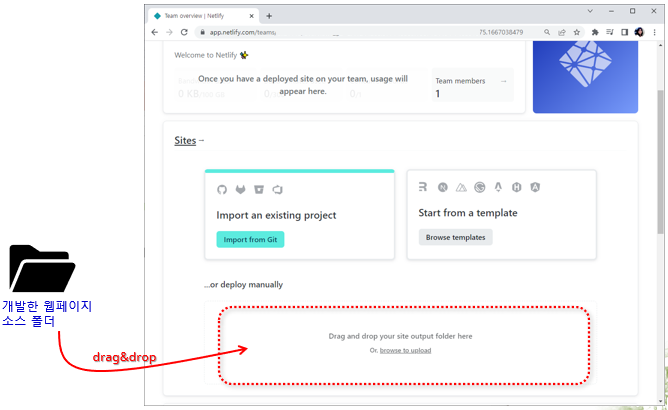 Team overview | Netlify
app.netlify.com/teams
75.1667038479
Welcome to Netlify
Once you have a deployed site on your team, usage will
appear here.
Team members →
1
Sites →
Import an existing project
Import from Git
Start from a template
Browse templates
...or deploy manually
Drag and drop your site output folder here
Or, browse to upload
개발한 웹페이지
소스 폴더
drag&drop